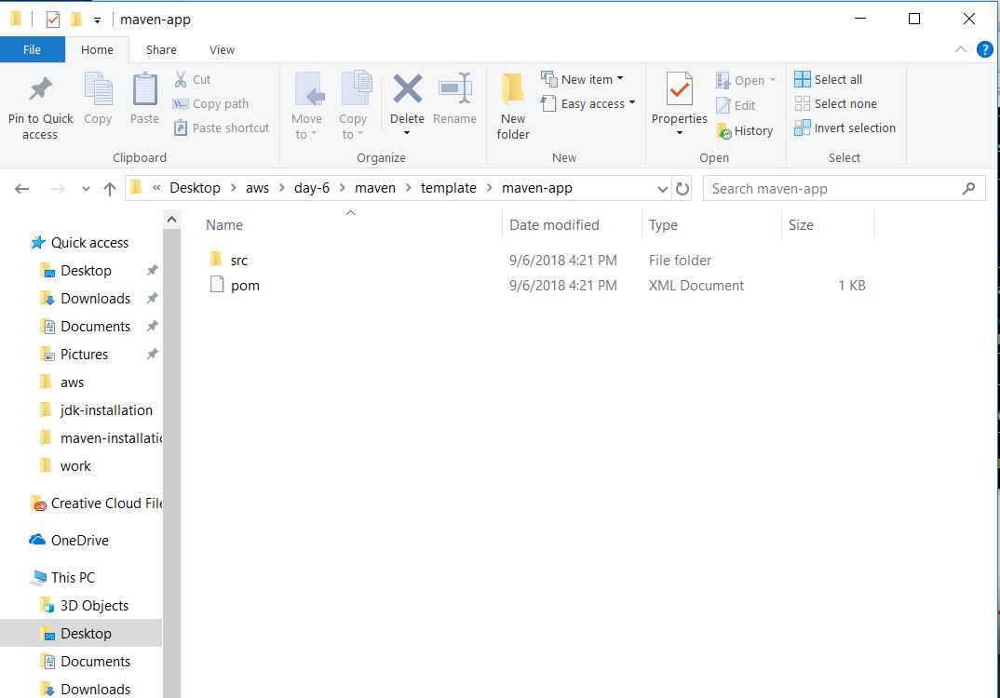 maven-app
File Home Share View
Pin to Quick access
Copy
Paste
Cut
Copy path
Paste shortcut
Clipboard
Move to
Copy to
Delete
Rename
Organize
New folder
New item
Easy access
New
Properties
Open
Edit
History
Open
Select all
Select none
Invert selection
Select
« Desktop > aws > day-6 > maven > template > maven-app
Search maven-app
Quick access
Desktop
Downloads
Documents
Pictures
aws
jdk-installation
maven-installatic
work
Creative Cloud File
OneDrive
This PC
3D Objects
Desktop
Documents
Downloads
Name Date modified Type Size
src 9/6/2018 4:21 PM File folder
pom 9/6/2018 4:21 PM XML Document 1 KB